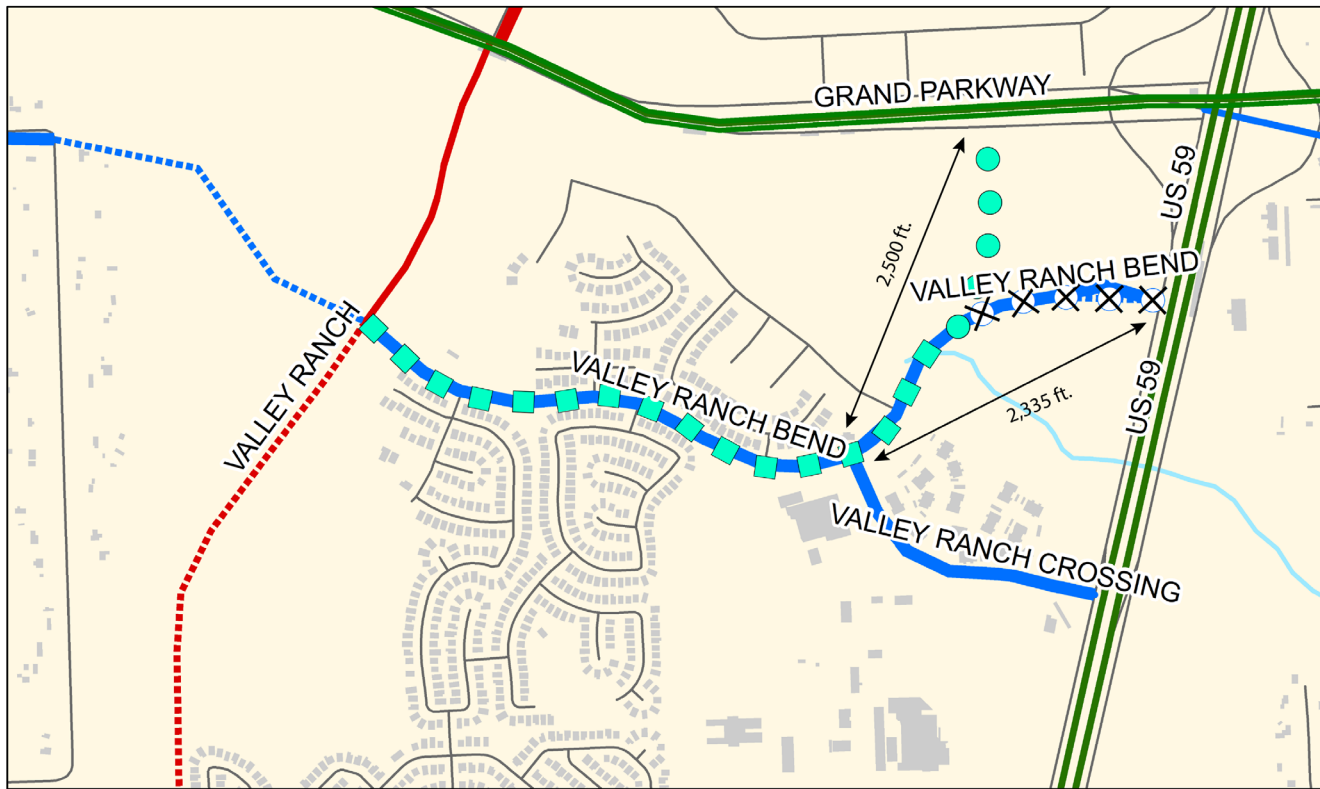 GRAND PARKWAY
US 59
2,500 ft.
VALLEY RANCH BEND
VALLEY RANCH
VALLEY RANCH BEND
2,335 ft.
US 59
VALLEY RANCH CROSSING